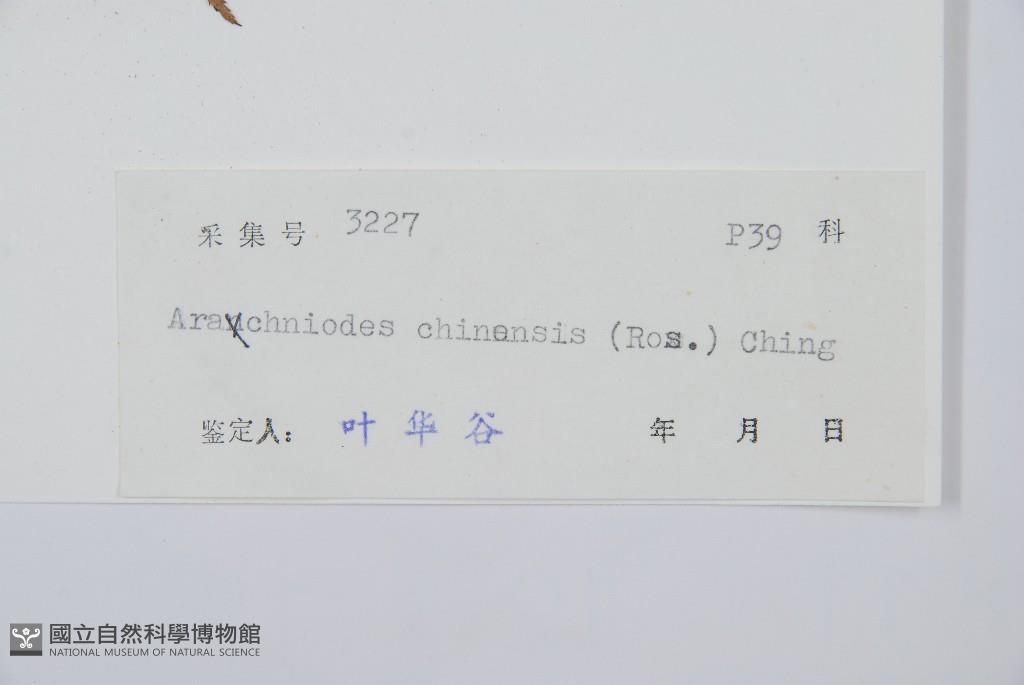 采集号 3227 P39 科
Arachniodes chinensis (Ros.) Ching
鉴定人: 叶华谷 年 月 日
國立自然科學博物館
NATIONAL MUSEUM OF NATURAL SCIENCE